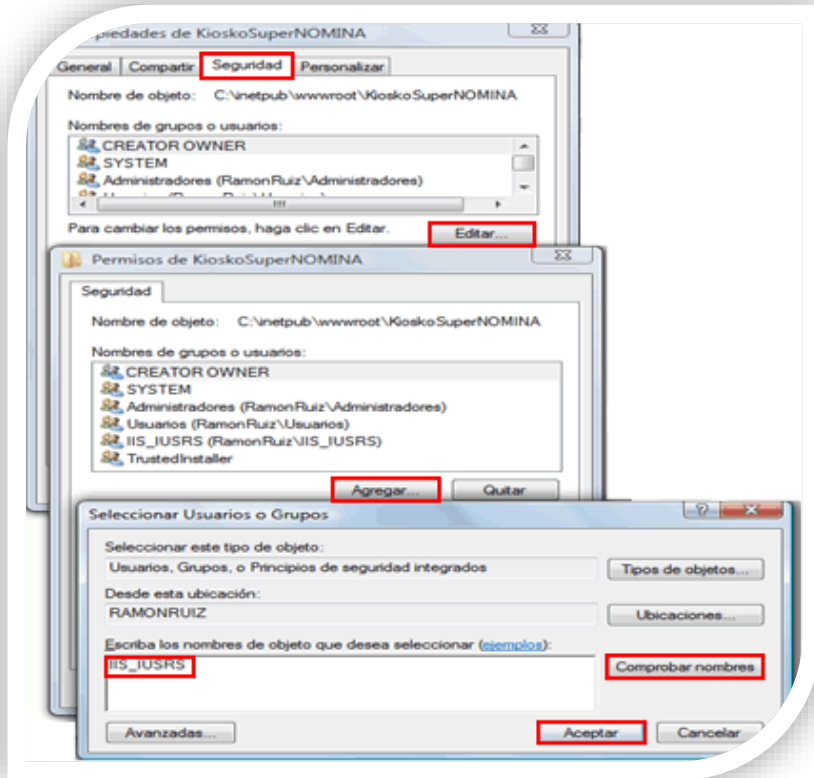 piedades de KioskoSuperNOMINA
General Compartir Seguridad Personalizar
Nombre de objeto: C:\inetpub\wwwroot\KioskoSuperNOMINA
Nombres de grupos o usuarios:
CREATOR OWNER
SYSTEM
Administradores (RamonRuiz\Administradores)
Para cambiar los permisos, haga clic en Editar.
Editar...
Permisos de KioskoSuperNOMINA
Seguridad
Nombre de objeto: C:\inetpub\wwwroot\KioskoSuperNOMINA
Nombres de grupos o usuarios:
CREATOR OWNER
SYSTEM
Administradores (RamonRuiz\Administradores)
Usuarios (RamonRuiz\Usuarios)
IIS_IUSRS (RamonRuiz\IIS_IUSRS)
TrustedInstaller
Agregar... Quitar
Seleccionar Usuarios o Grupos
Seleccionar este tipo de objeto:
Usuarios, Grupos, o Principios de seguridad integrados Tipos de objetos...
Desde esta ubicación:
RAMONRUIZ Ubicaciones...
Escriba los nombres de objeto que desea seleccionar (ejemplos):
IIS_IUSRS Comprobar nombres
Avanzadas... Aceptar Cancelar